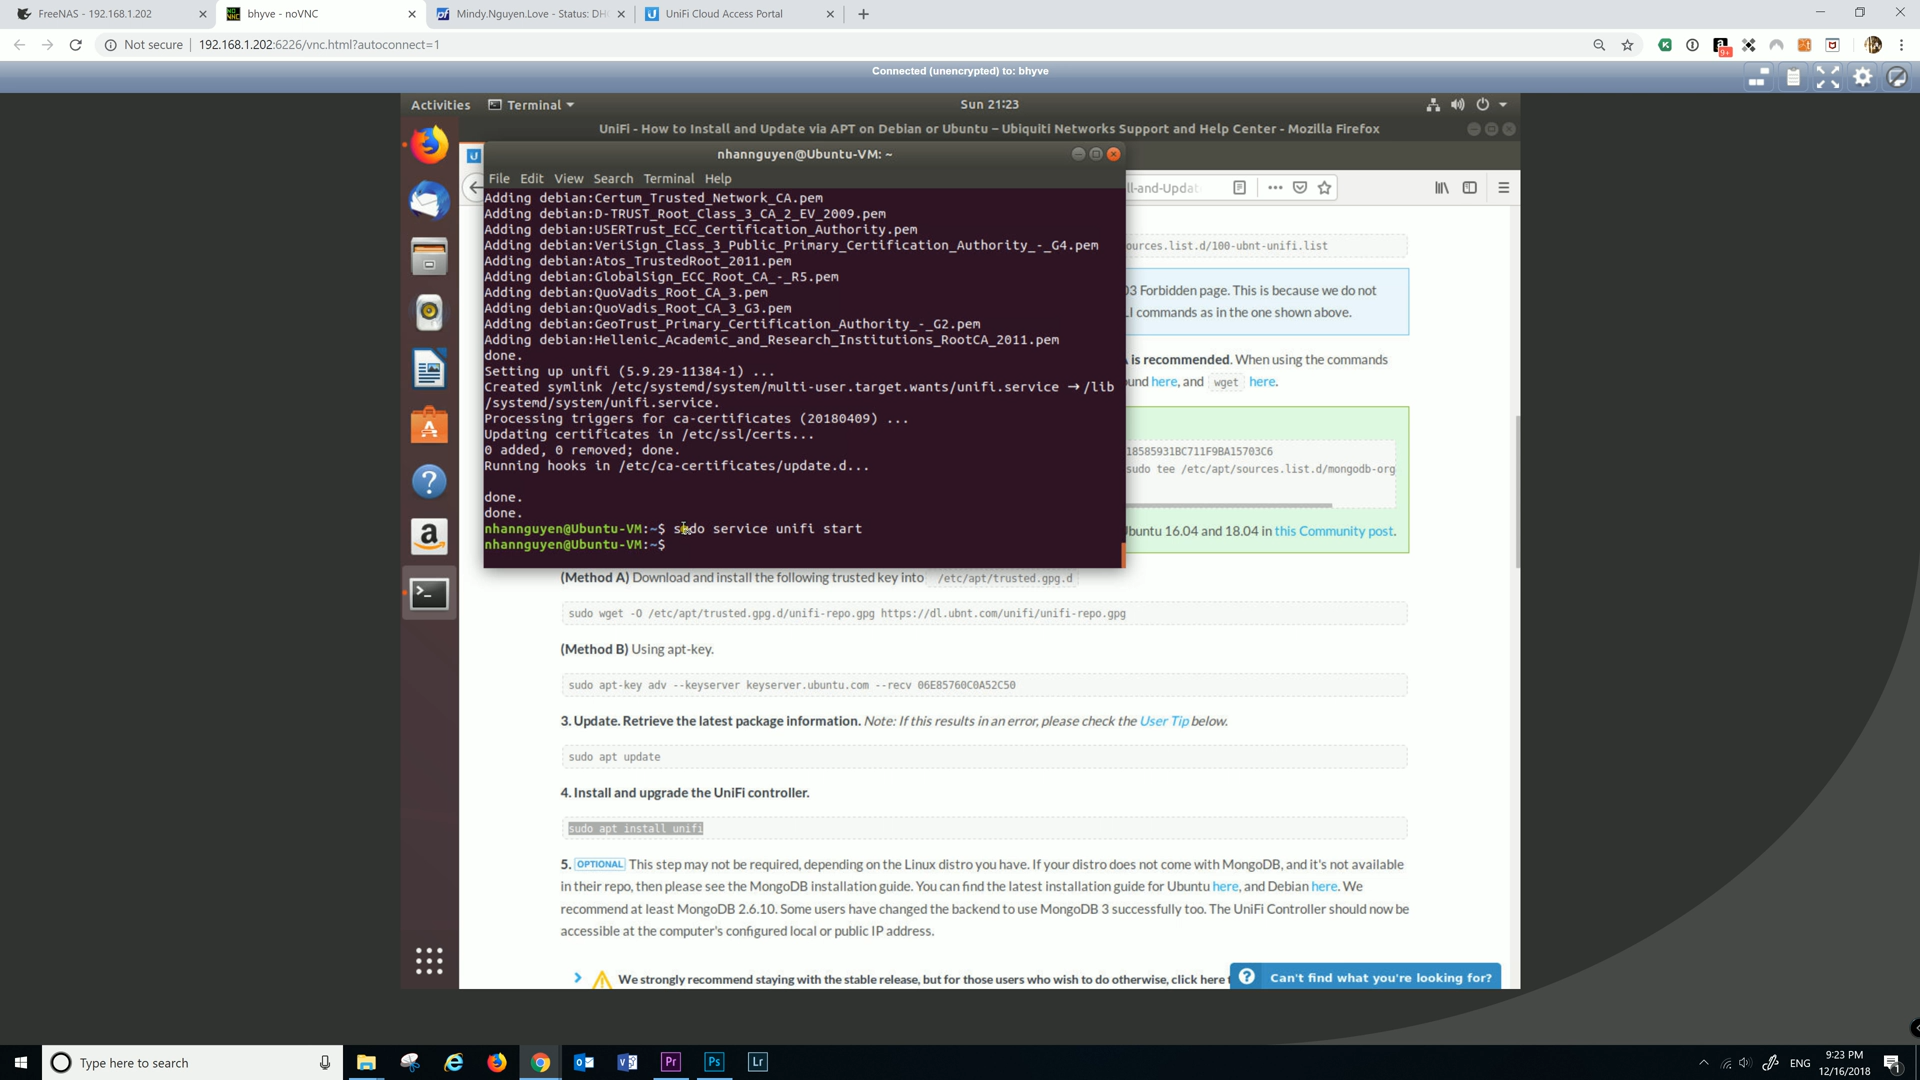 FreeNAS - 192.168.1.202
bhyve - noVNC
Mindy.Nguyen.Love - Status: DH
UniFi Cloud Access Portal
Not secure
192.168.1.202:6226/vnc.html?autoconnect=1
Connected (unencrypted) to: bhyve
Activities
Terminal
Sun 21:23
UniFi - How to Install and Update via APT on Debian or Ubuntu – Ubiquiti Networks Support and Help Center - Mozilla Firefox
nhannguyen@Ubuntu-VM: ~
File Edit View Search Terminal Help
Adding debian:Certum_Trusted_Network_CA.pem
Adding debian:D-TRUST_Root_Class_3_CA_2_EV_2009.pem
Adding debian:USERTrust_ECC_Certification_Authority.pem
Adding debian:VeriSign_Class_3_Public_Primary_Certification_Authority_-_G4.pem
Adding debian:Atos_TrustedRoot_2011.pem
Adding debian:GlobalSign_ECC_Root_CA_-_R5.pem
Adding debian:QuoVadis_Root_CA_3.pem
Adding debian:QuoVadis_Root_CA_3_G3.pem
Adding debian:GeoTrust_Primary_Certification_Authority_-_G2.pem
Adding debian:Hellenic_Academic_and_Research_Institutions_RootCA_2011.pem
done.
Setting up unifi (5.9.29-11384-1) ...
Created symlink /etc/systemd/system/multi-user.target.wants/unifi.service → /lib
/systemd/system/unifi.service.
Processing triggers for ca-certificates (20180409) ...
Updating certificates in /etc/ssl/certs...
0 added, 0 removed; done.
Running hooks in /etc/ca-certificates/update.d...
done.
done.
nhannguyen@Ubuntu-VM:~$ sudo service unifi start
nhannguyen@Ubuntu-VM:~$
ll-and-Updat
ources.list.d/100-ubnt-unifi.list
03 Forbidden page. This is because we do not
LI commands as in the one shown above.
A is recommended. When using the commands
und here, and wget here.
18585931BC711F9BA15703C6
sudo tee /etc/apt/sources.list.d/mongodb-org
buntu 16.04 and 18.04 in this Community post.
(Method A) Download and install the following trusted key into /etc/apt/trusted.gpg.d
sudo wget -O /etc/apt/trusted.gpg.d/unifi-repo.gpg https://dl.ubnt.com/unifi/unifi-repo.gpg
(Method B) Using apt-key.
sudo apt-key adv --keyserver keyserver.ubuntu.com --recv 06E85760C0A52C50
3. Update. Retrieve the latest package information. Note: If this results in an error, please check the User Tip below.
sudo apt update
4. Install and upgrade the UniFi controller.
sudo apt install unifi
5. OPTIONAL This step may not be required, depending on the Linux distro you have. If your distro does not come with MongoDB, and it's not available
in their repo, then please see the MongoDB installation guide. You can find the latest installation guide for Ubuntu here, and Debian here. We
recommend at least MongoDB 2.6.10. Some users have changed the backend to use MongoDB 3 successfully too. The UniFi Controller should now be
accessible at the computer's configured local or public IP address.
We strongly recommend staying with the stable release, but for those users who wish to do otherwise, click here
Can't find what you're looking for?
Type here to search
Pr
Ps
Lr
ENG
9:23 PM
12/16/2018